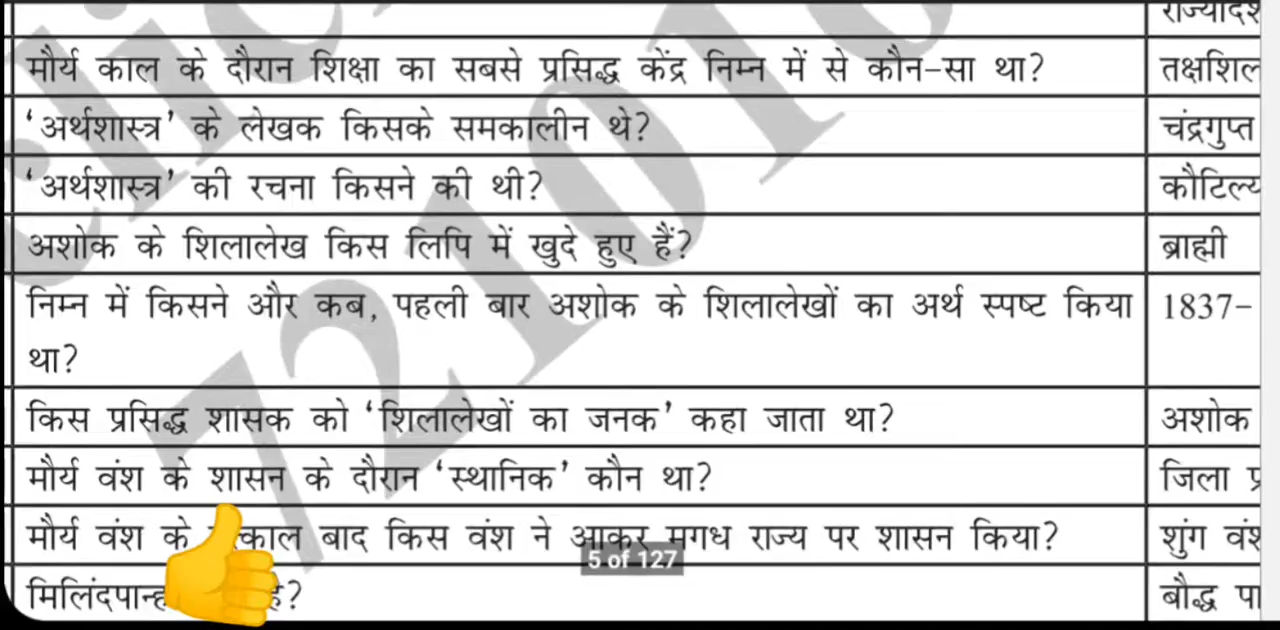 मौर्य काल के दौरान शिक्षा का सबसे प्रसिद्ध केंद्र निम्न में से कौन-सा था? तक्षशिल
'अर्थशास्त्र' के लेखक किसके समकालीन थे? चंद्रगुप्त
'अर्थशास्त्र' की रचना किसने की थी? कौटिल्य
अशोक के शिलालेख किस लिपि में खुदे हुए हैं? ब्राह्मी
निम्न में किसने और कब, पहली बार अशोक के शिलालेखों का अर्थ स्पष्ट किया 1837-
था?
किस प्रसिद्ध शासक को 'शिलालेखों का जनक' कहा जाता था? अशोक
मौर्य वंश के शासन के दौरान 'स्थानिक' कौन था? जिला प्र
मौर्य वंश के काल बाद किस वंश ने आकर मगध राज्य पर शासन किया? शुंग वंश
5 of 127
मिलिंदपान्ह है? बौद्ध पा
721010